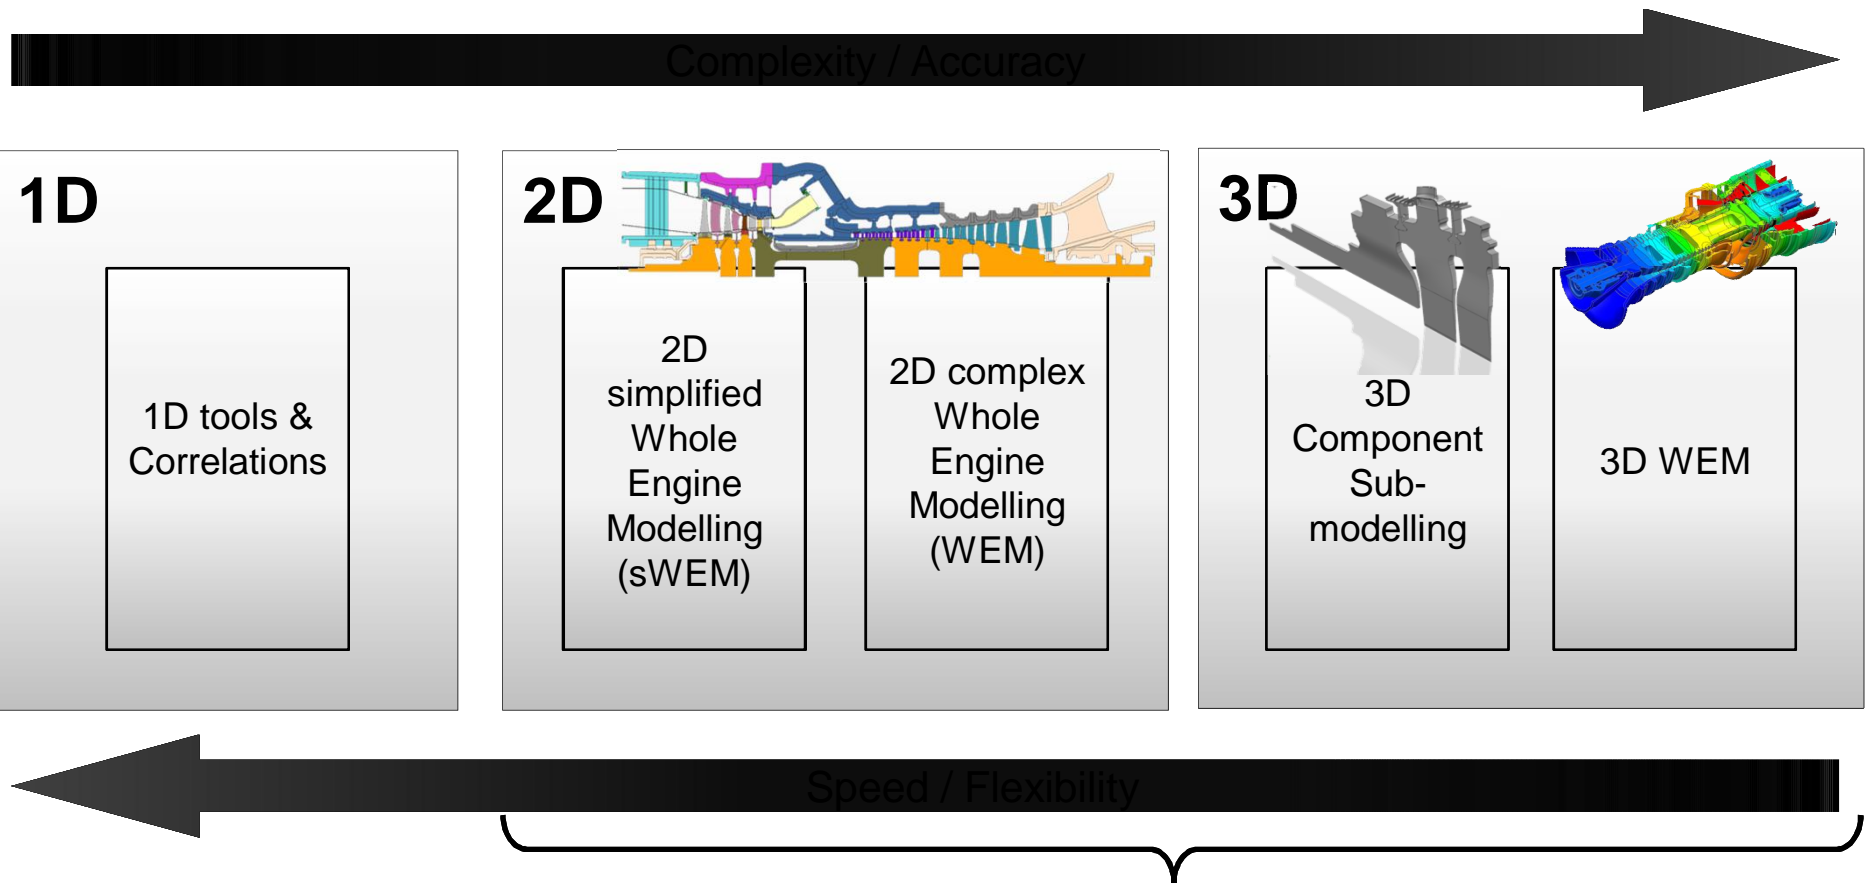 Complexity / Accuracy
1D
1D tools &
Correlations
2D
2D
simplified
Whole
Engine
Modelling
(sWEM)
2D complex
Whole
Engine
Modelling
(WEM)
3D
3D
Component
Sub-
modelling
3D WEM
Speed / Flexibility